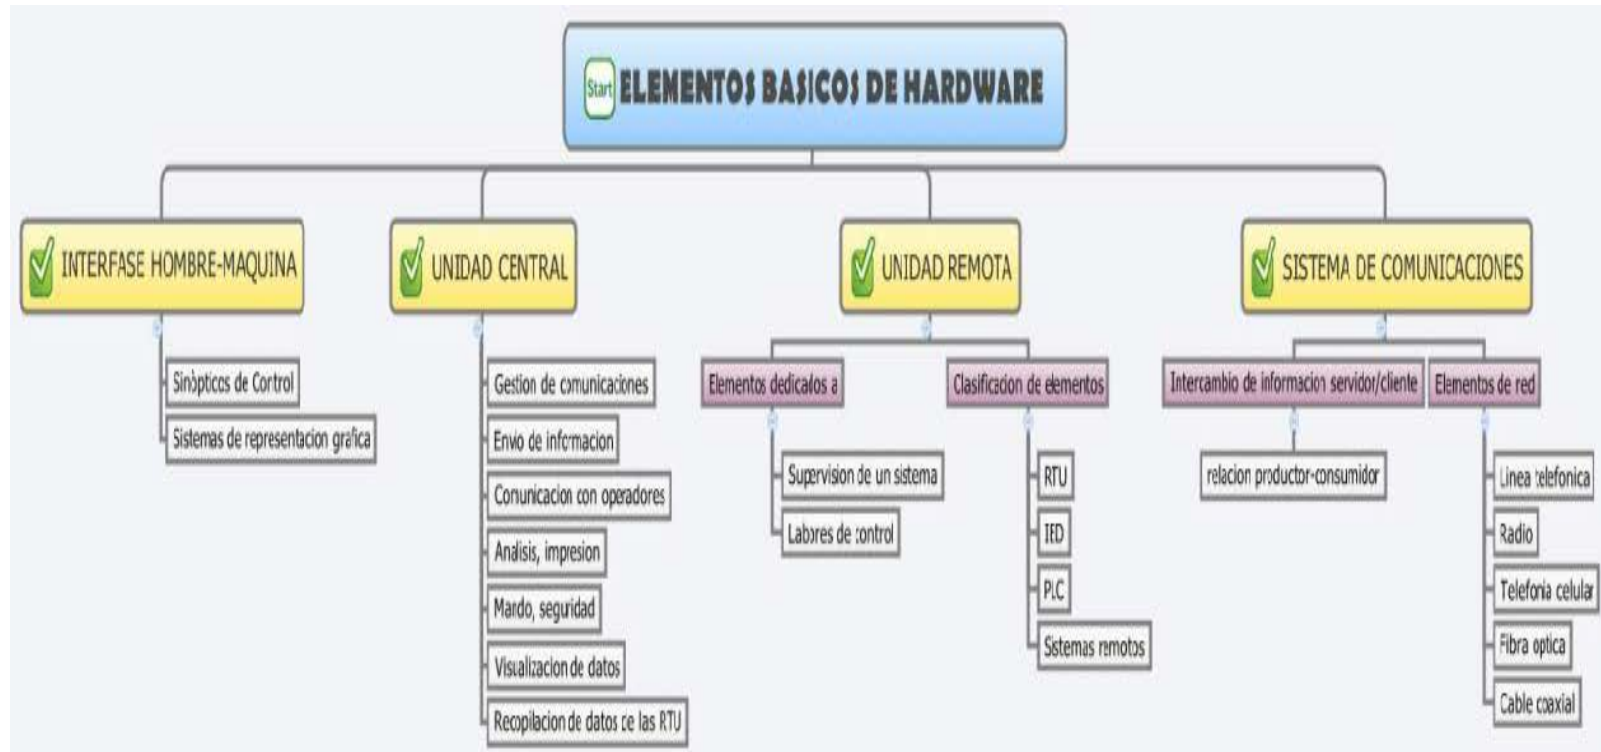 Start
ELEMENTOS BASICOS DE HARDWARE
INTERFASE HOMBRE-MAQUINA
Sinòpticos de Control
Sistemas de representacion grafica
UNIDAD CENTRAL
Gestion de comunicaciones
Envio de informacion
Comunicacion con operadores
Analisis, impresion
Mando, seguridad
Visualizacion de datos
Recopilacion de datos de las RTU
UNIDAD REMOTA
Elementos dedicados a
Supervision de un sistema
Labores de control
Clasificacion de elementos
RTU
IED
PLC
Sistemas remotos
SISTEMA DE COMUNICACIONES
Intercambio de informacion servidor/cliente
relacion productor-consumidor
Elementos de red
Linea telefonica
Radio
Telefonia celular
Fibra optica
Cable coaxial